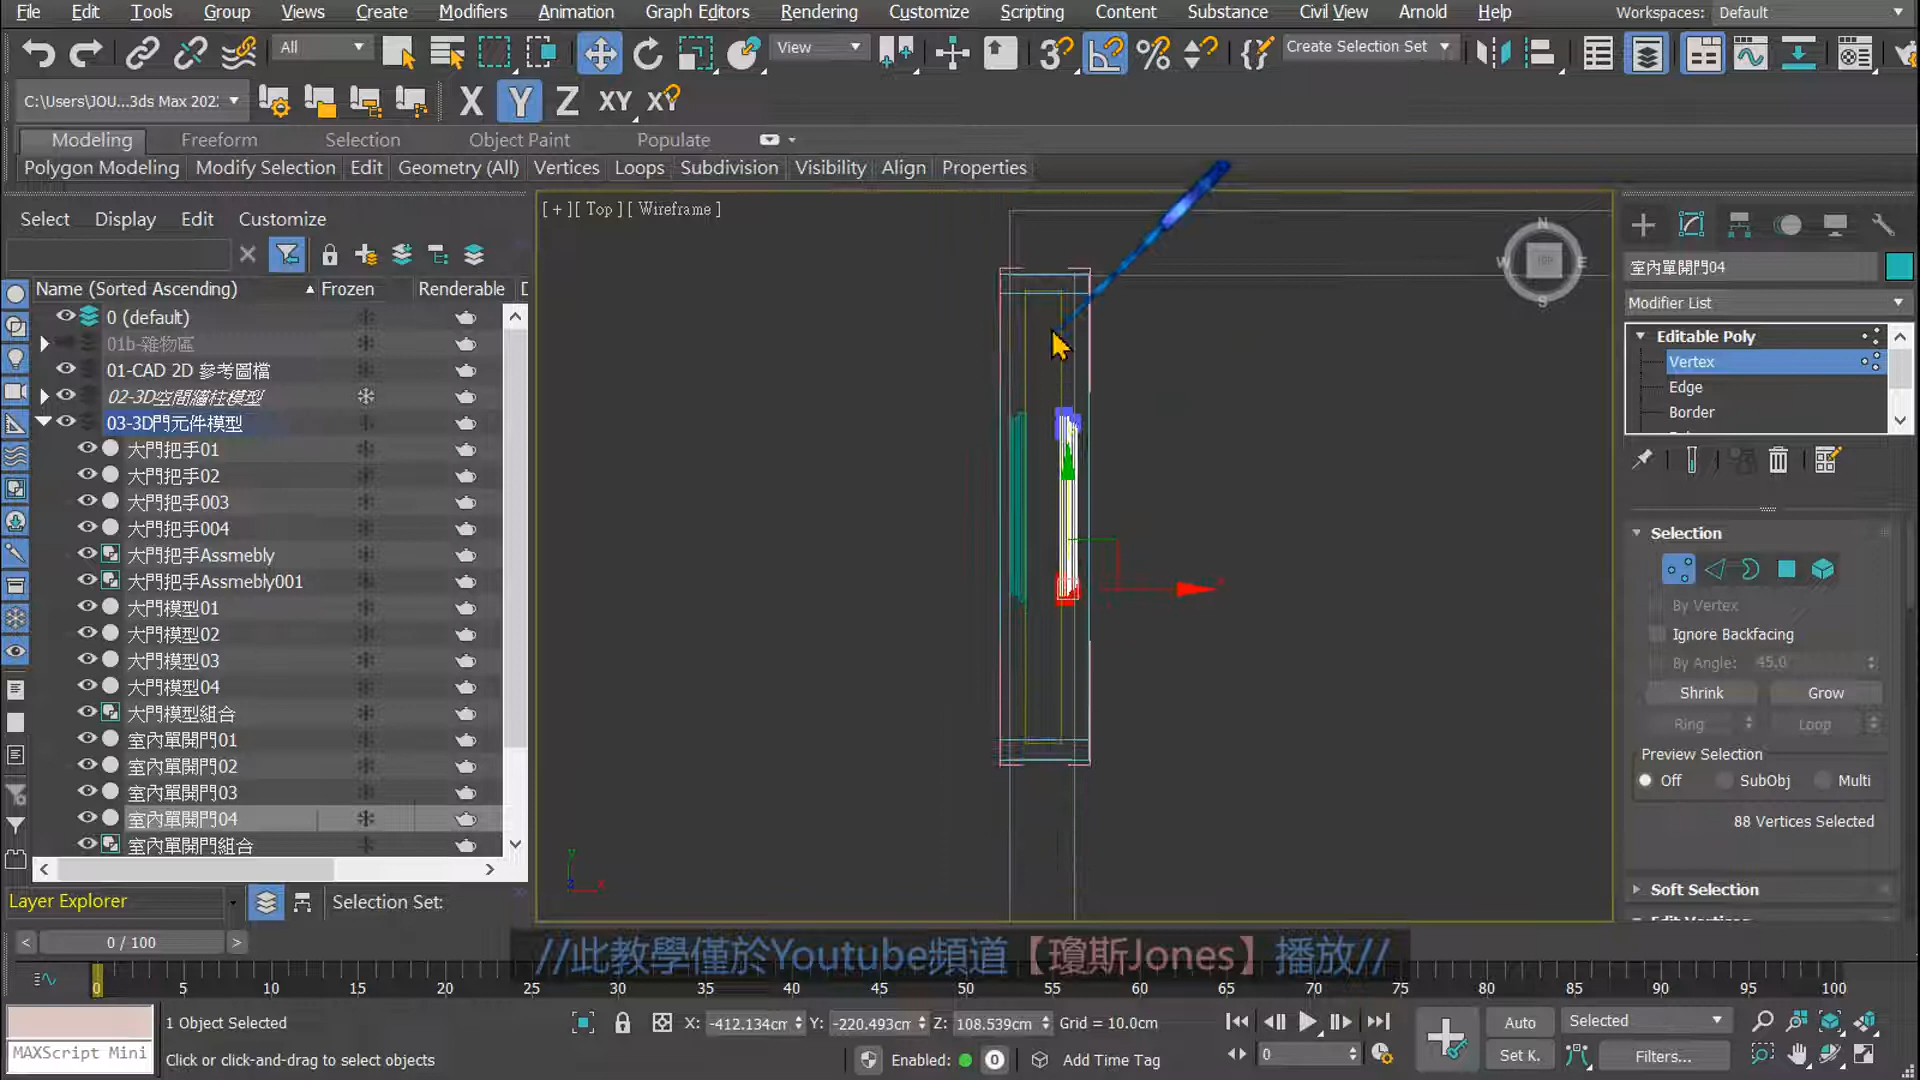 File Edit Tools Group Views Create Modifiers Animation Graph Editors Rendering Customize Scripting Content Substance Civil View Arnold Help Workspaces: Default
All View Create Selection Set
C:\Users\JOU...3ds Max 202: X Y Z XY XY
Modeling Freeform Selection Object Paint Populate
Polygon Modeling Modify Selection Edit Geometry (All) Vertices Loops Subdivision Visibility Align Properties
Select Display Edit Customize
Name (Sorted Ascending) Frozen Renderable D
0 (default)
01b-雜物區
01-CAD 2D 參考圖檔
02-3D空間牆柱模型
03-3D門元件模型
大門把手01
大門把手02
大門把手003
大門把手004
大門把手Assmebly
大門把手Assmebly001
大門模型01
大門模型02
大門模型03
大門模型04
大門模型組合
室內單開門01
室內單開門02
室內單開門03
室內單開門04
室內單開門組合
Layer Explorer Selection Set:
[ + ][ Top ][ Wireframe ]
N
W TOP E
S
y
x
室內單開門04
Modifier List
Editable Poly
Vertex
Edge
Border
Selection
By Vertex
Ignore Backfacing
By Angle: 45.0
Shrink Grow
Ring Loop
Preview Selection
Off SubObj Multi
88 Vertices Selected
Soft Selection
Edit Vertices
< 0 / 100 >
//此教學僅於Youtube頻道【瓊斯Jones】播放//
0 5 10 15 20 25 30 35 40 45 50 55 60 65 70 75 80 85 90 95 100
MAXScript Mini
1 Object Selected
Click or click-and-drag to select objects
X: -412.134cm Y: -220.493cm Z: 108.539cm Grid = 10.0cm
Enabled: 0 Add Time Tag
0
Auto Selected
Set K. Filters...